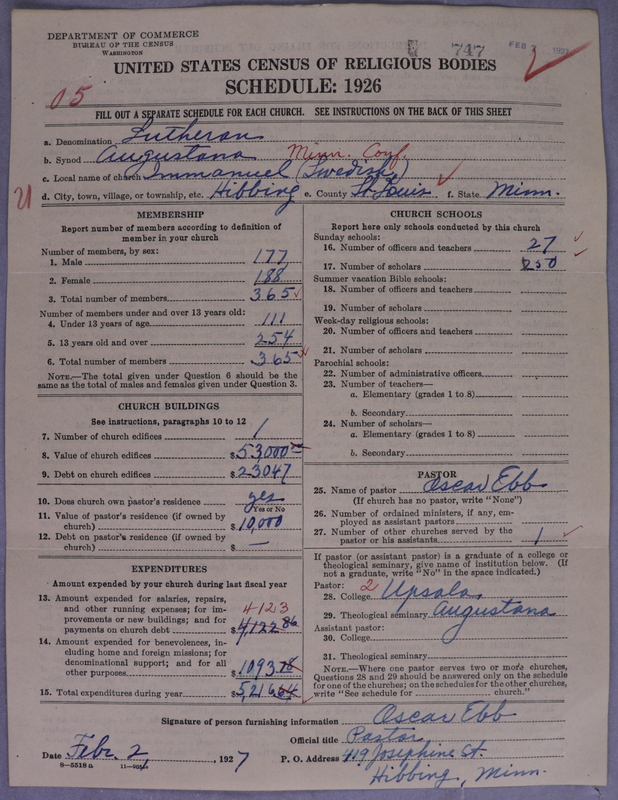 DEPARTMENT OF COMMERCE
BUREAU OF THE CENSUS
WASHINGTON
747
FEB
UNITED STATES CENSUS OF RELIGIOUS BODIES
SCHEDULE: 1926
05
FILL OUT A SEPARATE SCHEDULE FOR EACH CHURCH. SEE INSTRUCTIONS ON THE BACK OF THIS SHEET
a. Denomination Lutheran
b. Synod Augustana Minn. Conf.
c. Local name of church Immanuel (Swedish)
21
d. City, town, village, or township, etc. Hibbing e. County St. Louis f. State Minn.
MEMBERSHIP
Report number of members according to definition of member in your church
Number of members, by sex:
1. Male 177
2. Female 188
3. Total number of members 365
Number of members under and over 13 years old:
4. Under 13 years of age 111
5. 13 years old and over 254
6. Total number of members 365
NOTE.—The total given under Question 6 should be the same as the total of males and females given under Question 3.
CHURCH BUILDINGS
See instructions, paragraphs 10 to 12
7. Number of church edifices 1
8. Value of church edifices $53,000
9. Debt on church edifices $23047
10. Does church own pastor's residence yes
Yes or No
11. Value of pastor's residence (if owned by church) $10,000
12. Debt on pastor's residence (if owned by church) $ —
EXPENDITURES
Amount expended by your church during last fiscal year
13. Amount expended for salaries, repairs, and other running expenses; for improvements or new buildings; and for payments on church debt 4123 $4122 86
14. Amount expended for benevolences, including home and foreign missions; for denominational support; and for all other purposes 1093 78
15. Total expenditures during year $5,216 64
CHURCH SCHOOLS
Report here only schools conducted by this church
Sunday schools:
16. Number of officers and teachers 27
17. Number of scholars 250
Summer vacation Bible schools:
18. Number of officers and teachers
19. Number of scholars
Week-day religious schools:
20. Number of officers and teachers
21. Number of scholars
Parochial schools:
22. Number of administrative officers
23. Number of teachers—
a. Elementary (grades 1 to 8)
b. Secondary
24. Number of scholars—
a. Elementary (grades 1 to 8)
b. Secondary
PASTOR
25. Name of pastor Oscar Ebb
(If church has no pastor, write "None")
26. Number of ordained ministers, if any, employed as assistant pastors
27. Number of other churches served by the pastor or his assistants 1
If pastor (or assistant pastor) is a graduate of a college or theological seminary, give name of institution below. (If not a graduate, write "No" in the space indicated.)
Pastor: 2
28. College Upsala
29. Theological seminary Augustana
Assistant pastor:
30. College
31. Theological seminary
NOTE.—Where one pastor serves two or more churches, Questions 28 and 29 should be answered only on the schedule for one of the churches; on the schedules for the other churches, write "See schedule for ________ church."
Signature of person furnishing information Oscar Ebb
Official title Pastor
Date Febr. 2, 1927 P. O. Address 419 Josephine St.
8—5518a Hibbing, Minn.